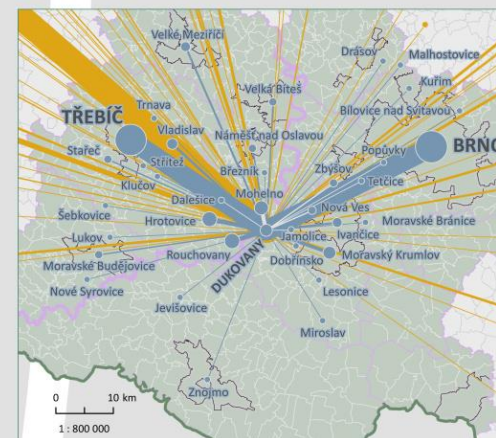 Velké Meziříčí
Drásov
Malhostovice
Kuřim
Velká Bíteš
Trnava
Bílovice nad Svitavou
TŘEBÍČ
Vladislav
Náměšť nad Oslavou
Popůvky
BRNO
Stařeč
Střítež
Březník
Zbýšov
Tetčice
Klučov
Dalešice
Mohelno
Šebkovice
Hrotovice
Nová Ves
Moravské Bránice
Lukov
Jamolice
Ivančice
Rouchovany
DUKOVANY
Dobřínsko
Moravský Krumlov
Moravské Budějovice
Nové Syrovice
Lesonice
Jevišovice
Miroslav
Znojmo
0 10 km
1 : 800 000